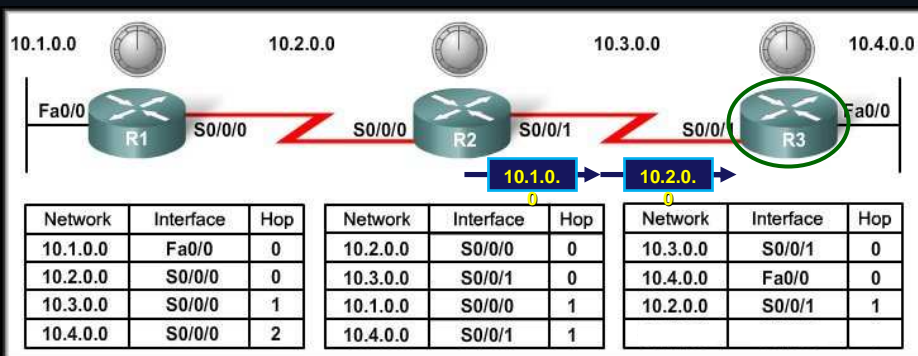 10.1.0.0 10.2.0.0 10.3.0.0 10.4.0.0
Fa0/0 S0/0/0 S0/0/0 S0/0/1 S0/0/1 Fa0/0
R1 R2 R3
10.1.0. 10.2.0.
0 0
Network Interface Hop Network Interface Hop Network Interface Hop
10.1.0.0 Fa0/0 0 10.2.0.0 S0/0/0 0 10.3.0.0 S0/0/1 0
10.2.0.0 S0/0/0 0 10.3.0.0 S0/0/1 0 10.4.0.0 Fa0/0 0
10.3.0.0 S0/0/0 1 10.1.0.0 S0/0/0 1 10.2.0.0 S0/0/1 1
10.4.0.0 S0/0/0 2 10.4.0.0 S0/0/1 1